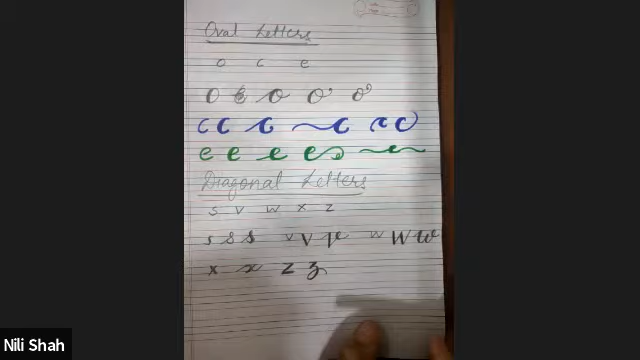 Oval Letters
o c e
o e o o o
c c c c c c
e e e e e
Diagonal Letters
s v w x z
s s s v v v w w w
x x z z
Nili Shah